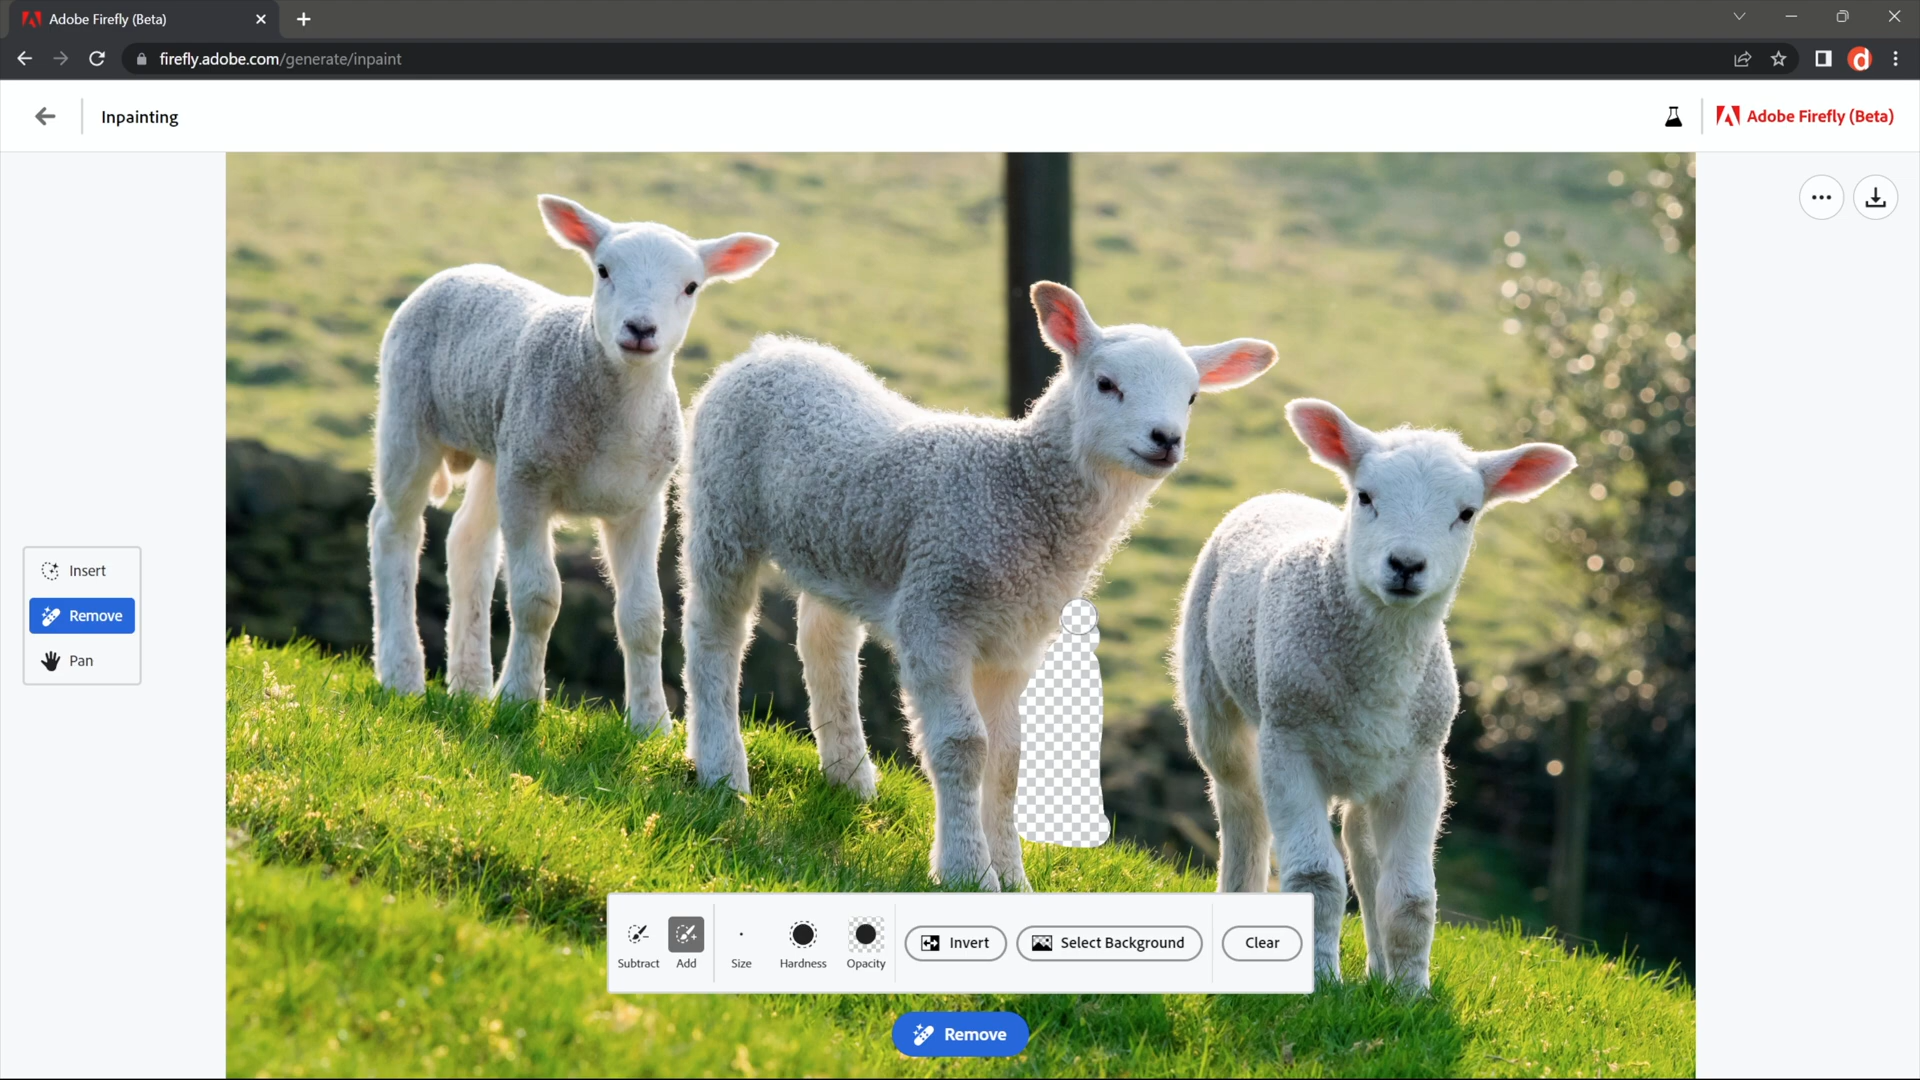 Adobe Firefly (Beta)
firefly.adobe.com/generate/inpaint
Inpainting
Adobe Firefly (Beta)
Insert
Remove
Pan
Subtract
Add
Size
Hardness
Opacity
Invert
Select Background
Clear
Remove